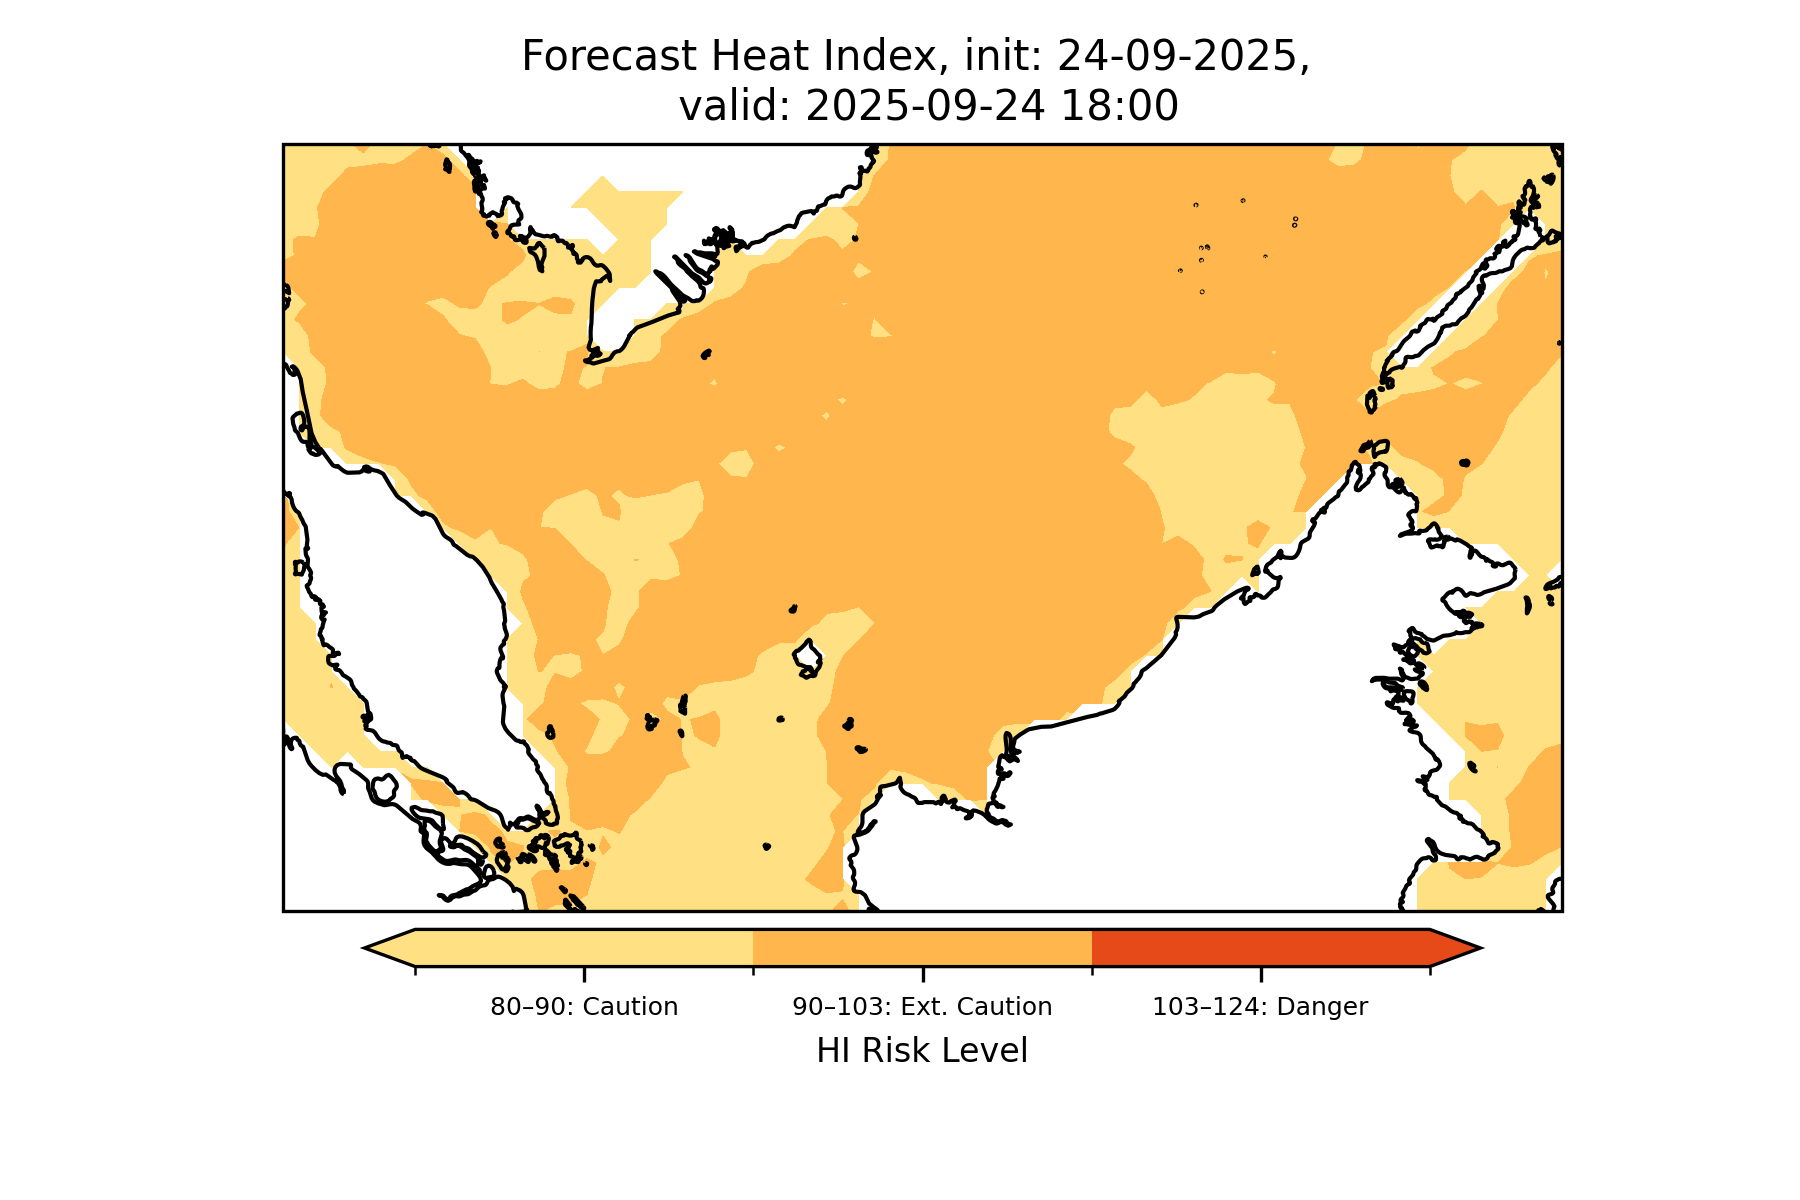 Forecast Heat Index, init: 24-09-2025,
valid: 2025-09-24 18:00
80–90: Caution
90–103: Ext. Caution
103–124: Danger
HI Risk Level